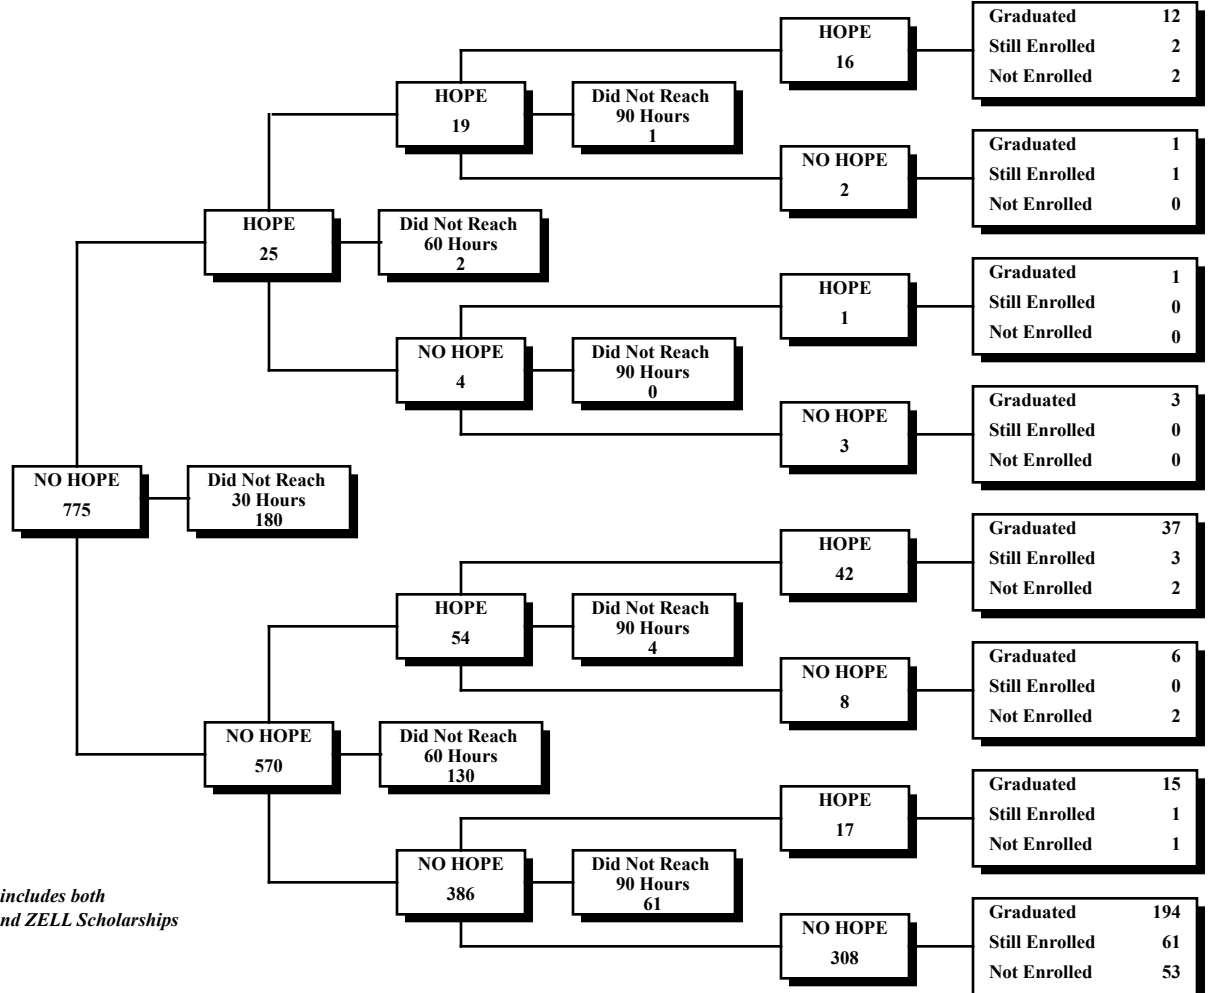 HOPE
16
Graduated 12
Still Enrolled 2
Not Enrolled 2
HOPE
19
Did Not Reach
90 Hours
1
NO HOPE
2
Graduated 1
Still Enrolled 1
Not Enrolled 0
HOPE
25
Did Not Reach
60 Hours
2
HOPE
1
Graduated 1
Still Enrolled 0
Not Enrolled 0
NO HOPE
4
Did Not Reach
90 Hours
0
NO HOPE
3
Graduated 3
Still Enrolled 0
Not Enrolled 0
NO HOPE
775
Did Not Reach
30 Hours
180
HOPE
42
Graduated 37
Still Enrolled 3
Not Enrolled 2
HOPE
54
Did Not Reach
90 Hours
4
NO HOPE
8
Graduated 6
Still Enrolled 0
Not Enrolled 2
NO HOPE
570
Did Not Reach
60 Hours
130
HOPE
17
Graduated 15
Still Enrolled 1
Not Enrolled 1
NO HOPE
386
Did Not Reach
90 Hours
61
NO HOPE
308
Graduated 194
Still Enrolled 61
Not Enrolled 53
includes both
nd ZELL Scholarships